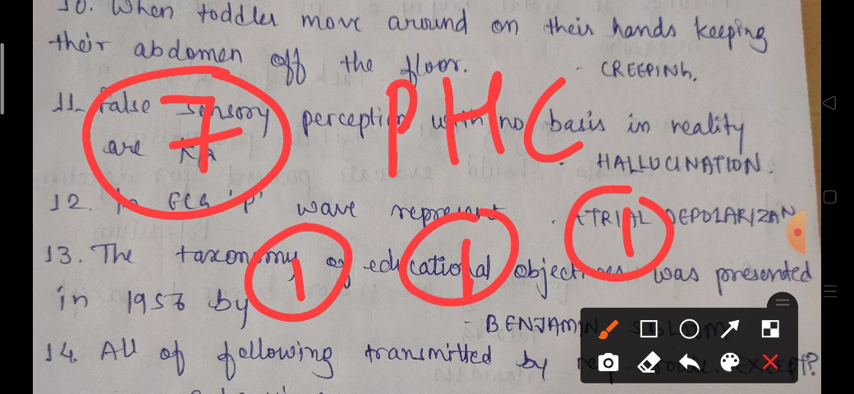 10. When toddler move around on their hands keeping
their abdomen off the floor.
- CREEPING.
11. False sensory perception with no basis in reality
are
- HALLUCINATION.
7
PHC
12. In ECG 'P' wave represent - ATRIAL DEPOLARIZAN
13. The taxonomy of educational objectives was presented
in 1956 by
1 1 1
- BENJAMIN
14. All of following transmitted by EXCEPT?